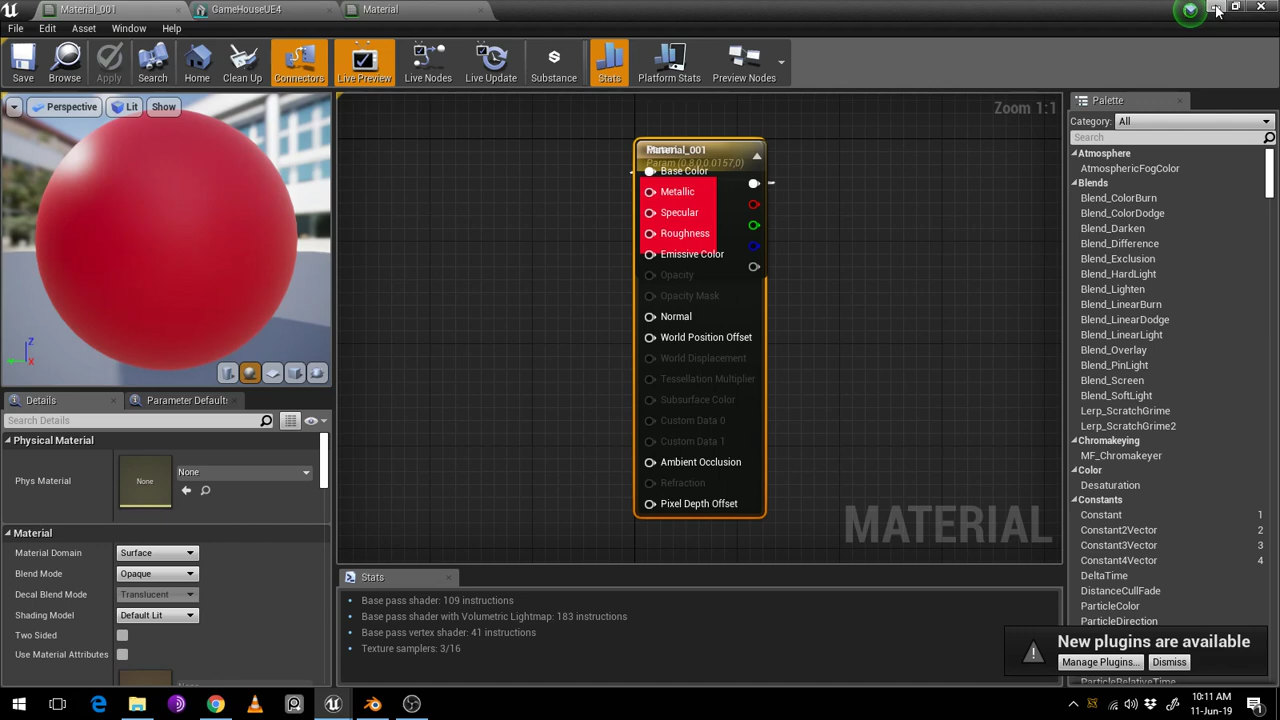 Material_001
GameHouseUE4
Material
File Edit Asset Window Help
Save Browse Apply Search Home Clean Up Connectors Live Preview Live Nodes Live Update Substance Stats Platform Stats Preview Nodes
Perspective Lit Show
Zoom 1:1
Palette
Category: All
Search
Atmosphere
AtmosphericFogColor
Blends
Blend_ColorBurn
Blend_ColorDodge
Blend_Darken
Blend_Difference
Blend_Exclusion
Blend_HardLight
Blend_Lighten
Blend_LinearBurn
Blend_LinearDodge
Blend_LinearLight
Blend_Overlay
Blend_PinLight
Blend_Screen
Blend_SoftLight
Lerp_ScratchGrime
Lerp_ScratchGrime2
Chromakeying
MF_Chromakeyer
Color
Desaturation
Constants
Constant 1
Constant2Vector 2
Constant3Vector 3
Constant4Vector 4
DeltaTime
DistanceCullFade
ParticleColor
ParticleDirection
ParticleRelativeTime
Material_001
Param (0.8,0,0.0157,0)
Base Color
Metallic
Specular
Roughness
Emissive Color
Opacity
Opacity Mask
Normal
World Position Offset
World Displacement
Tessellation Multiplier
Subsurface Color
Custom Data 0
Custom Data 1
Ambient Occlusion
Refraction
Pixel Depth Offset
MATERIAL
Z
X
Details
Parameter Default
Search Details
Physical Material
Phys Material
None
None
Material
Material Domain Surface
Blend Mode Opaque
Decal Blend Mode Translucent
Shading Model Default Lit
Two Sided
Use Material Attributes
Stats
Base pass shader: 109 instructions
Base pass shader with Volumetric Lightmap: 183 instructions
Base pass vertex shader: 41 instructions
Texture samplers: 3/16
New plugins are available
Manage Plugins... Dismiss
10:11 AM
11-Jun-19